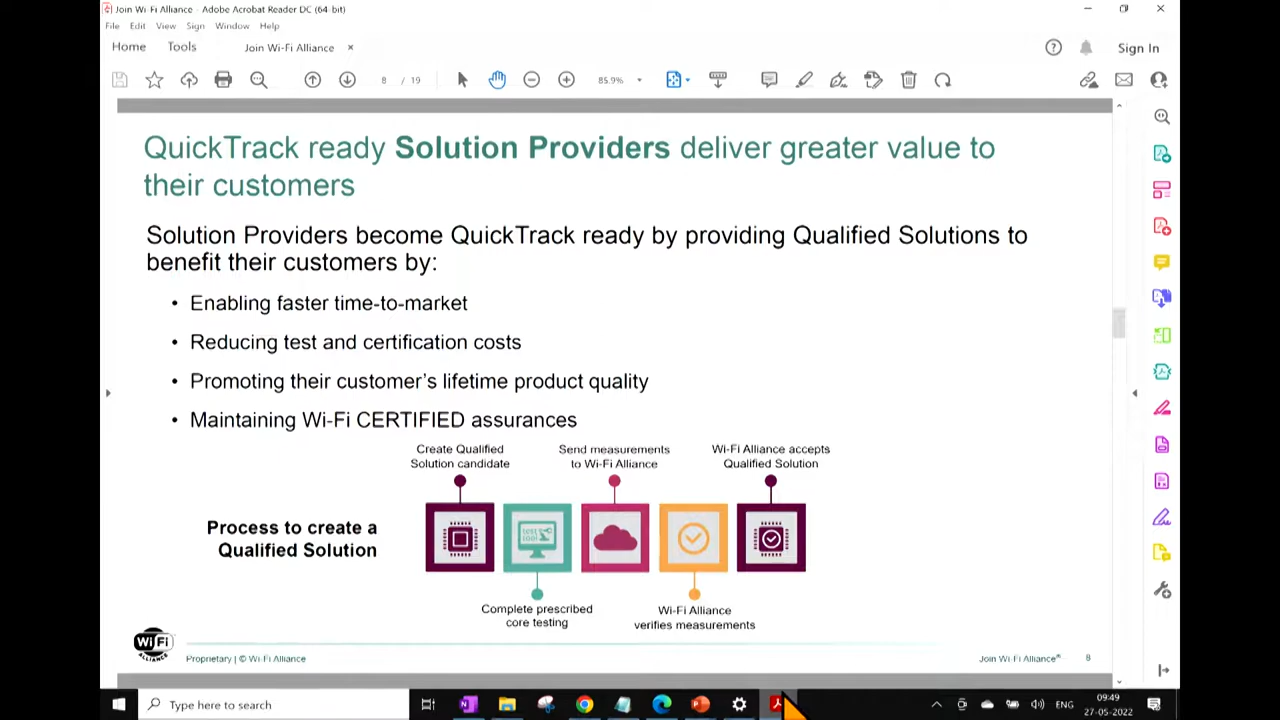 Join Wi-Fi Alliance - Adobe Acrobat Reader DC (64-bit)
File Edit View Sign Window Help
Home Tools Join Wi-Fi Alliance × Sign In
8 / 19 85.9%
QuickTrack ready Solution Providers deliver greater value to
their customers
Solution Providers become QuickTrack ready by providing Qualified Solutions to
benefit their customers by:
• Enabling faster time-to-market
• Reducing test and certification costs
• Promoting their customer's lifetime product quality
• Maintaining Wi-Fi CERTIFIED assurances
Create Qualified
Solution candidate
Send measurements
to Wi-Fi Alliance
Wi-Fi Alliance accepts
Qualified Solution
Process to create a
Qualified Solution
test
tool
Complete prescribed
core testing
Wi-Fi Alliance
verifies measurements
Wi Fi
ALLIANCE
Proprietary | © Wi-Fi Alliance
Join Wi-Fi Alliance® 8
Type here to search
ENG
09:49
27-05-2022